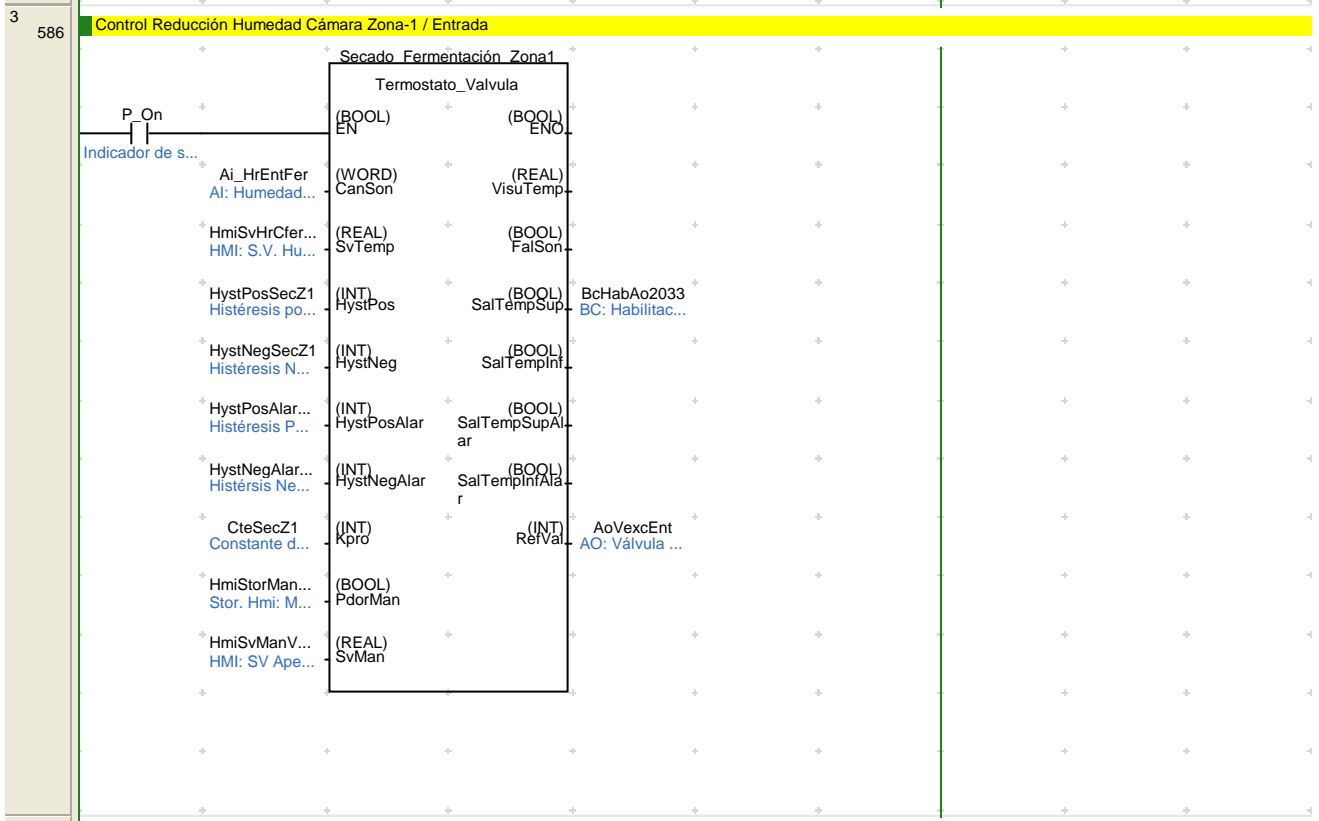 3
586
Control Reducción Humedad Cámara Zona-1 / Entrada
Secado_Fermentación_Zona1
Termostato_Valvula
P_On
(BOOL)
EN
(BOOL)
ENO
Indicador de s...
Ai_HrEntFer
AI: Humedad...
(WORD)
CanSon
(REAL)
VisuTemp
HmiSvHrCfer...
HMI: S.V. Hu...
(REAL)
SvTemp
(BOOL)
FalSon
HystPosSecZ1
Histéresis po...
(INT)
HystPos
(BOOL)
SalTempSup
BcHabAo2033
BC: Habilitac...
HystNegSecZ1
Histéresis N...
(INT)
HystNeg
(BOOL)
SalTempInf
HystPosAlar...
Histéresis P...
(INT)
HystPosAlar
(BOOL)
SalTempSupAl
ar
HystNegAlar...
Histérsis Ne...
(INT)
HystNegAlar
(BOOL)
SalTempInfAla
r
CteSecZ1
Constante d...
(INT)
Kpro
(INT)
RefVal
AoVexcEnt
AO: Válvula ...
HmiStorMan...
Stor. Hmi: M...
(BOOL)
PdorMan
HmiSvManV...
HMI: SV Ape...
(REAL)
SvMan